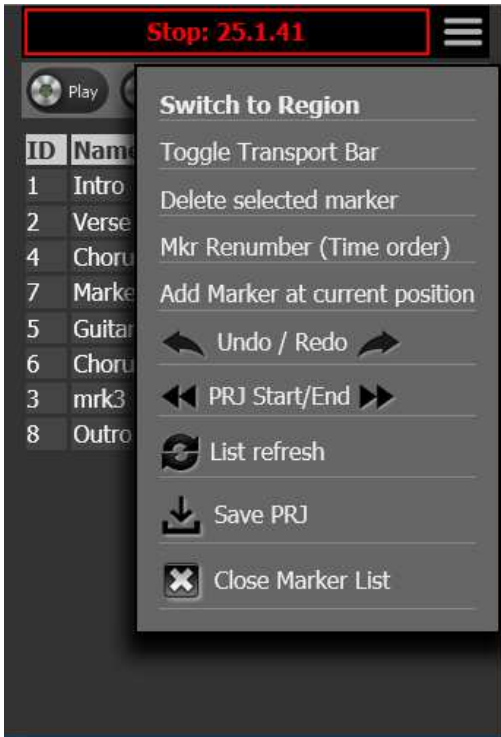 Stop: 25.1.41
Play
Switch to Region
Toggle Transport Bar
Delete selected marker
Mkr Renumber (Time order)
Add Marker at current position
Undo / Redo
PRJ Start/End
List refresh
Save PRJ
Close Marker List
ID Name
1 Intro
2 Verse
4 Choru
7 Marke
5 Guitar
6 Choru
3 mrk3
8 Outro